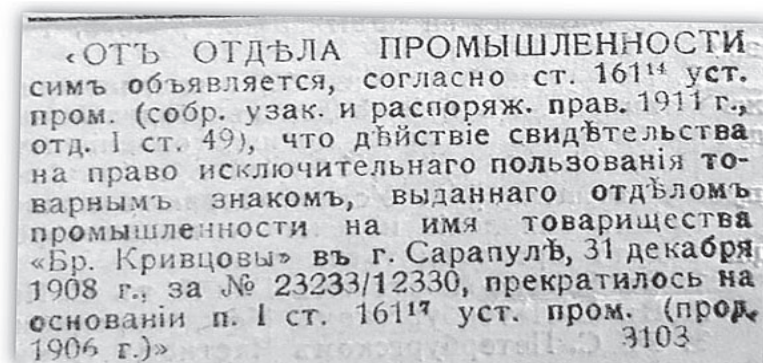 «ОТЪ ОТДѢЛА ПРОМЫШЛЕННОСТИ
симъ объявляется, согласно ст. 161¹⁴ уст.
пром. (собр. узак. и распоряж. прав. 1911 г.,
отд. I ст. 49), что дѣйствіе свидѣтельства
на право исключительнаго пользованія то-
варнымъ знакомъ, выданнаго отдѣломъ
промышленности на имя товарищества
«Бр. Кривцовы» въ г. Сарапулѣ, 31 декабря
1908 г., за № 23233/12330, прекратилось на
основаніи п. I ст. 161¹⁷ уст. пром. (прод.
1906 г.)» 3103